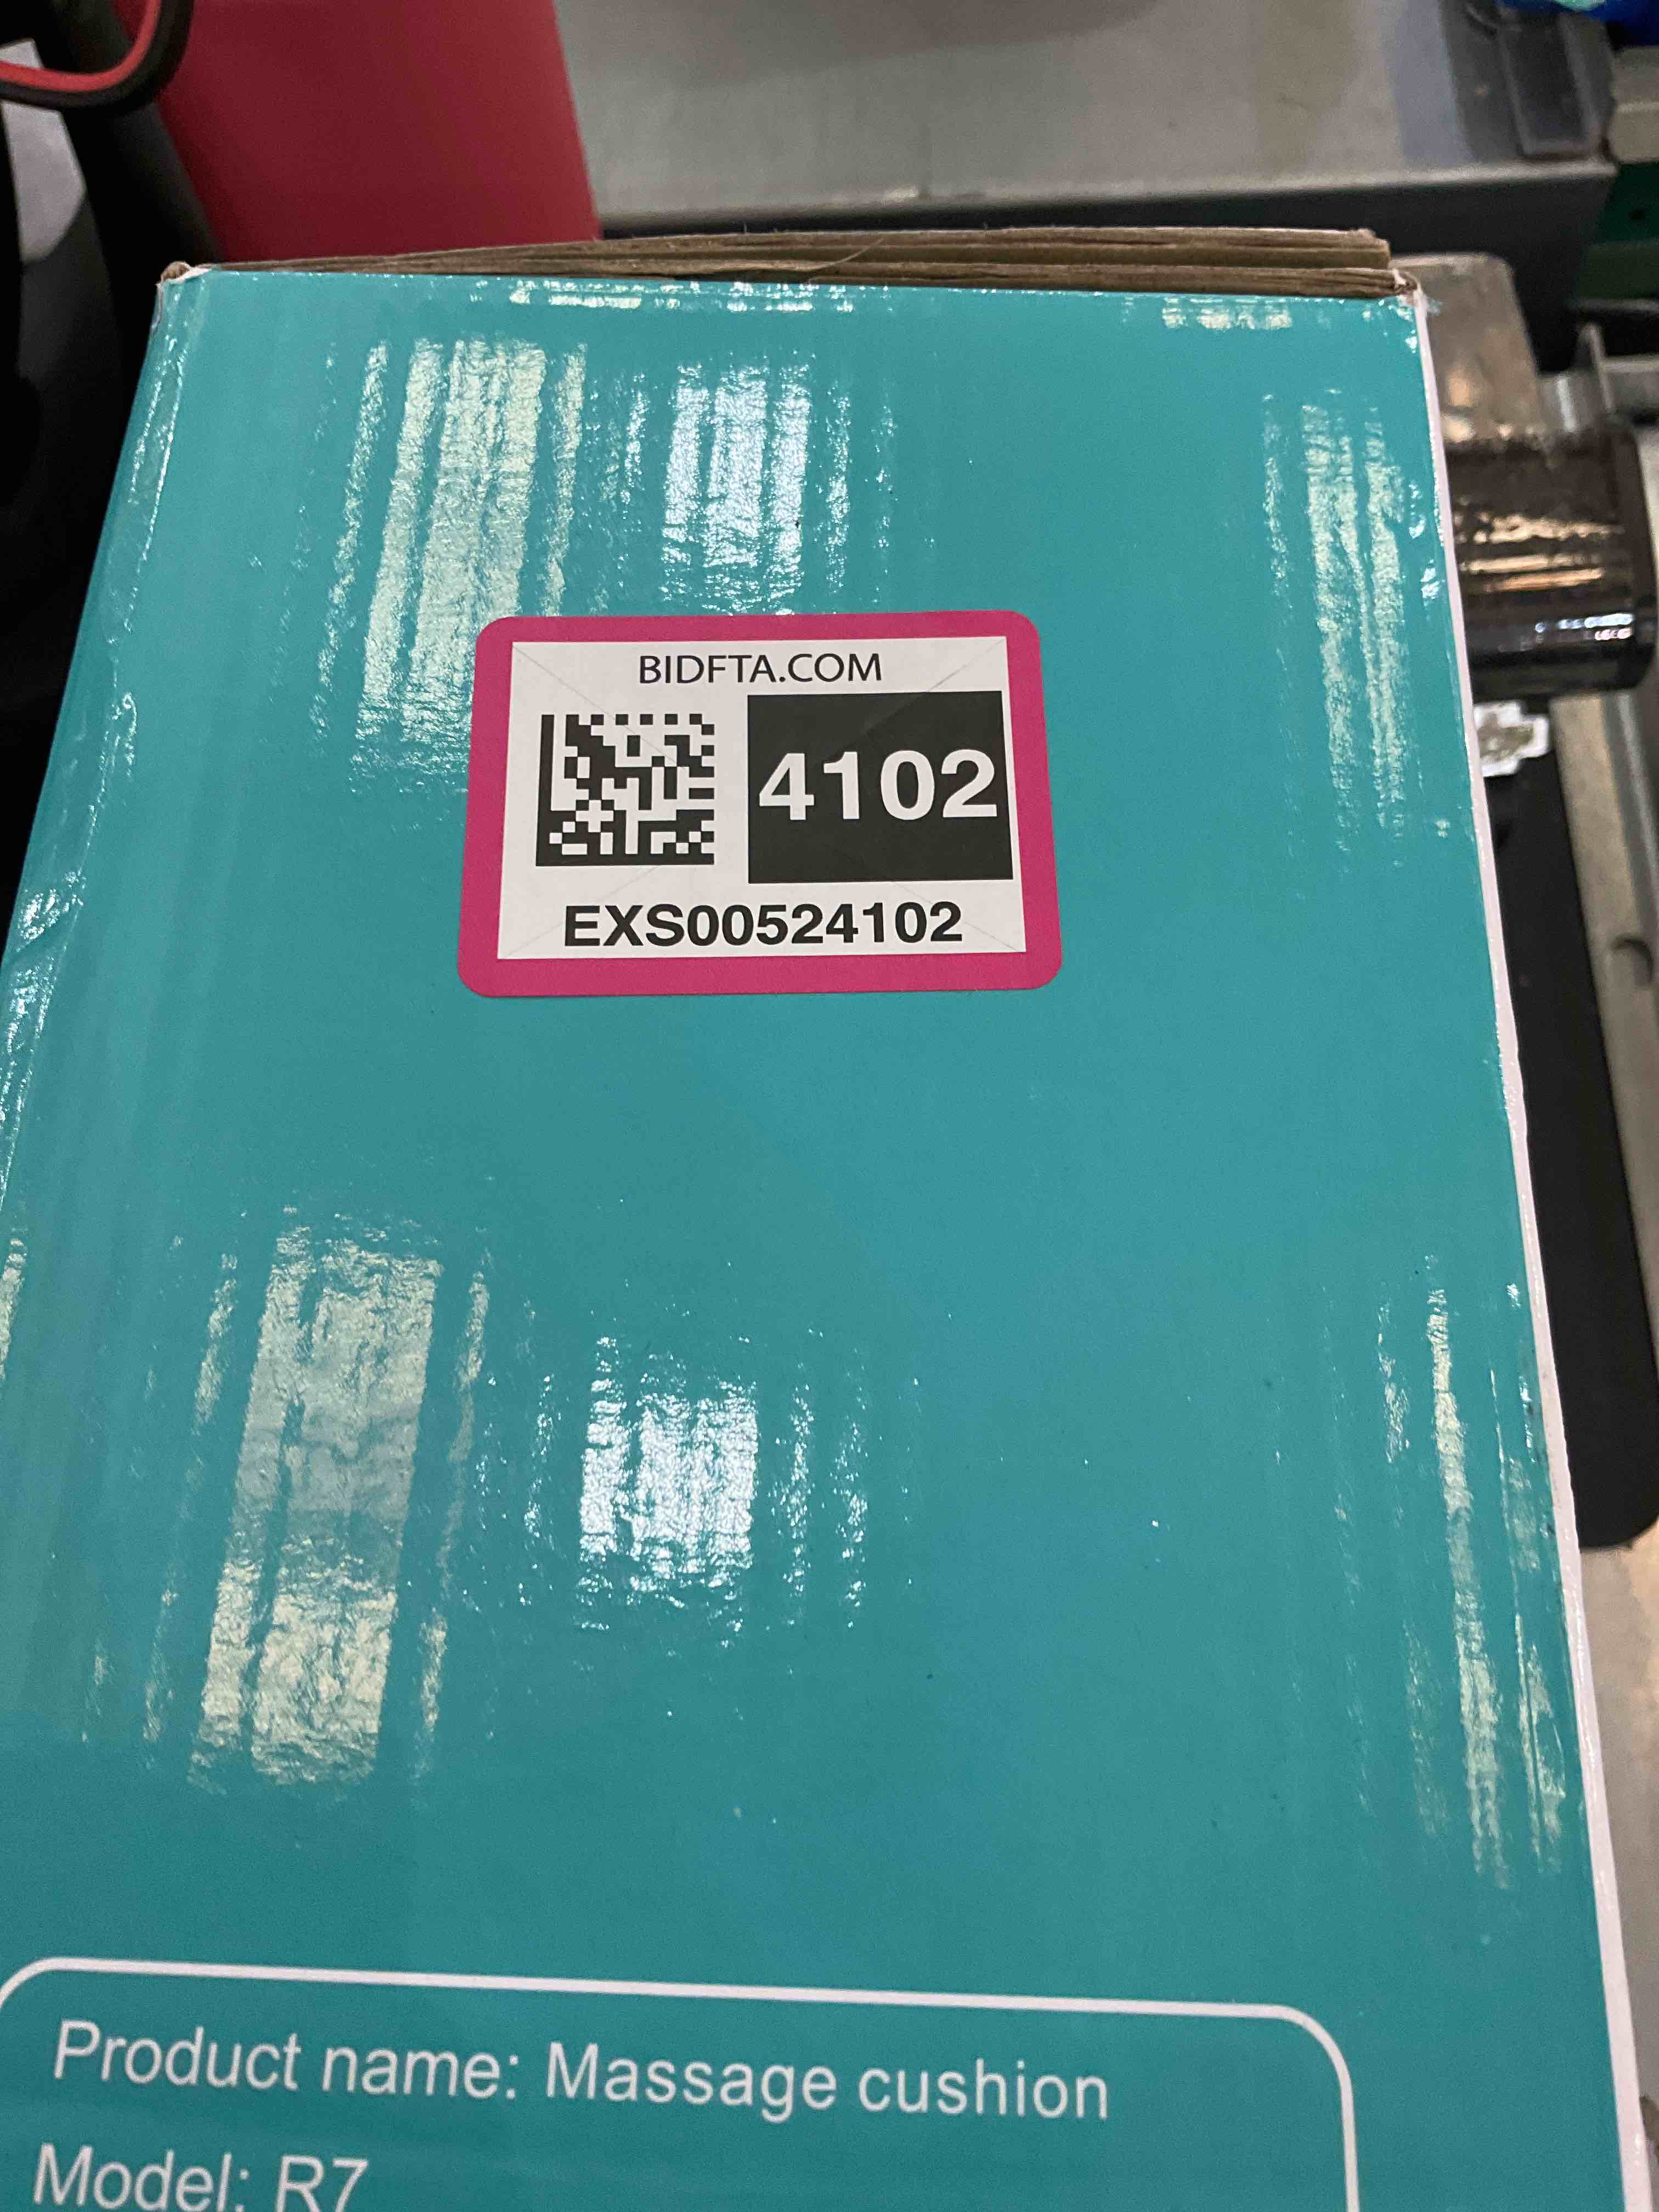 BIDFTA.COM
4102
EXS00524102
Product name: Massage cushion
Model: R7